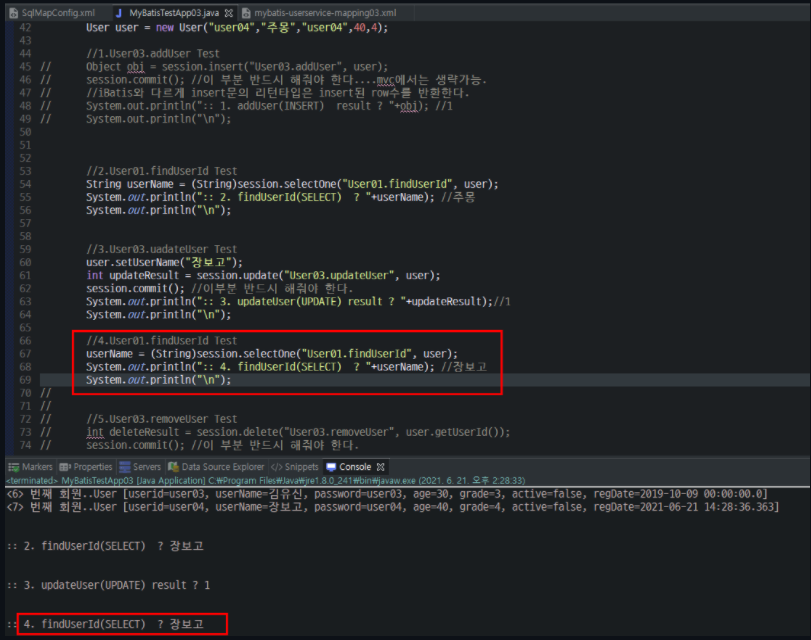 SqlMapConfig.xml MyBatisTestApp03.java mybatis-userservice-mapping03.xml
42 User user = new User("user04","주몽","user04",40,4);
43
44 //1.User03.addUser Test
45 // Object obj = session.insert("User03.addUser", user);
46 // session.commit(); //이 부분 반드시 해줘야 한다....mvc에서는 생략가능.
47 // //iBatis와 다르게 insert문의 리턴타입은 insert된 row수를 반환한다.
48 // System.out.println(":: 1. addUser(INSERT) result ? "+obj); //1
49 // System.out.println("\n");
50
51
52
53 //2.User01.findUserId Test
54 String userName = (String)session.selectOne("User01.findUserId", user);
55 System.out.println(":: 2. findUserId(SELECT) ? "+userName); //주몽
56 System.out.println("\n");
57
58
59 //3.User03.uadateUser Test
60 user.setUserName("장보고");
61 int updateResult = session.update("User03.updateUser", user);
62 session.commit(); //이부분 반드시 해줘야 한다.
63 System.out.println(":: 3. updateUser(UPDATE) result ? "+updateResult);//1
64 System.out.println("\n");
65
66 //4.User01.findUserId Test
67 userName = (String)session.selectOne("User01.findUserId", user);
68 System.out.println(":: 4. findUserId(SELECT) ? "+userName); //장보고
69 System.out.println("\n");
70 //
71 //
72 // //5.User03.removeUser Test
73 // int deleteResult = session.delete("User03.removeUser", user.getUserId());
74 // session.commit(); //이 부분 반드시 해줘야 한다.
Markers Properties Servers Data Source Explorer Snippets Console
<terminated> MyBatisTestApp03 [Java Application] C:₩Program Files₩Java₩jre1.8.0_241₩bin₩javaw.exe (2021. 6. 21. 오후 2:28:33)
<6> 번째 회원..User [userid=user03, userName=김유신, password=user03, age=30, grade=3, active=false, regDate=2019-10-09 00:00:00.0]
<7> 번째 회원..User [userid=user04, userName=장보고, password=user04, age=40, grade=4, active=false, regDate=2021-06-21 14:28:36.363]
:: 2. findUserId(SELECT) ? 장보고
:: 3. updateUser(UPDATE) result ? 1
:: 4. findUserId(SELECT) ? 장보고